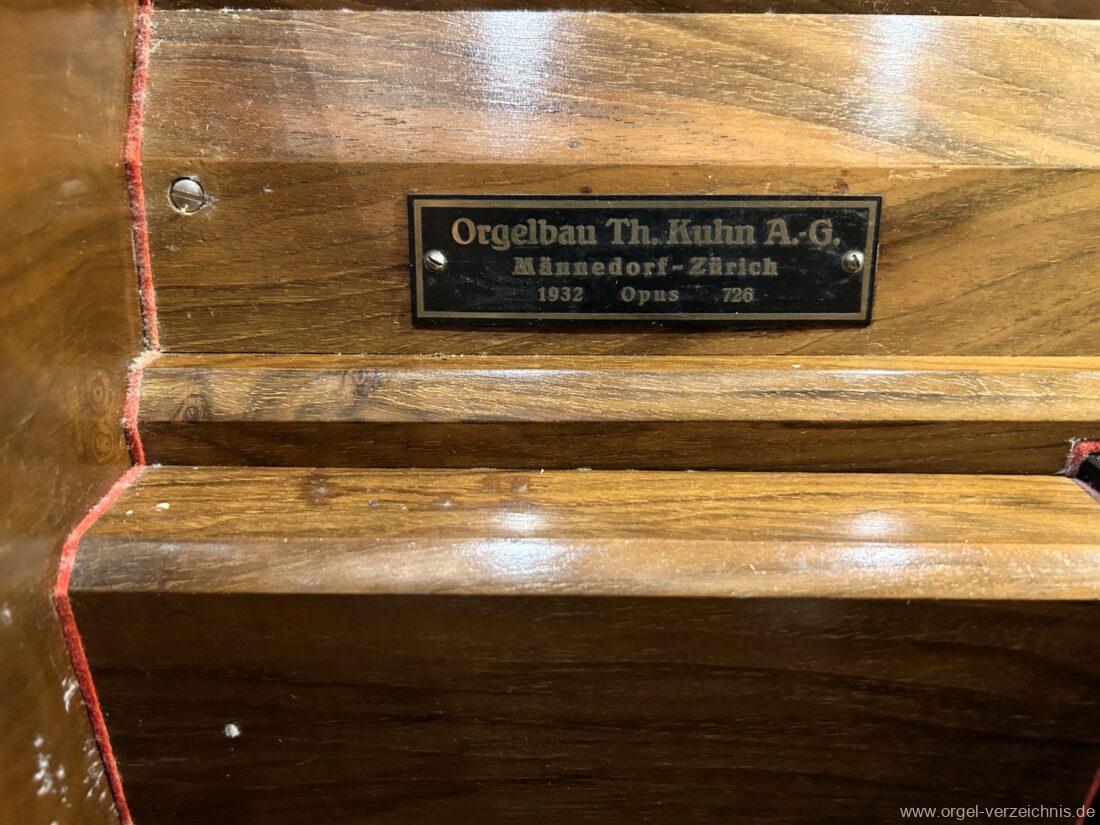 Orgelbau Th. Kuhn A.-G.
Männedorf-Zürich
1932 Opus 726
www.orgel-verzeichnis.de